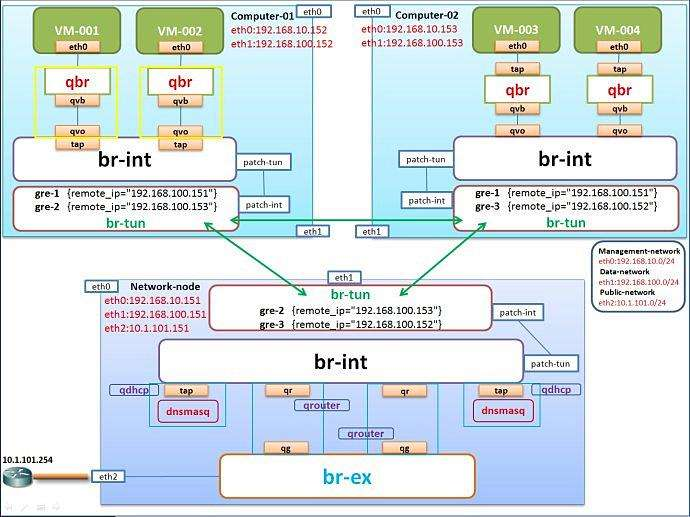 VM-001
VM-002
Computer-01
eth0
eth0:192.168.10.152
eth1:192.168.100.152
eth0
eth0
qbr
qbr
qvb
qvb
qvo
qvo
tap
tap
br-int
patch-tun
gre-1 {remote_ip="192.168.100.151"}
gre-2 {remote_ip="192.168.100.153"}
patch-int
br-tun
eth1
eth0
Computer-02
eth0:192.168.10.153
eth1:192.168.100.153
VM-003
VM-004
eth0
eth0
tap
tap
qbr
qbr
qvb
qvb
qvo
qvo
br-int
patch-tun
gre-1 {remote_ip="192.168.100.151"}
gre-3 {remote_ip="192.168.100.152"}
patch-int
br-tun
eth1
Management-network
eth0:192.168.10.0/24
Data-network
eth1:192.168.100.0/24
Public-network
eth2:10.1.101.0/24
eth0
Network-node
eth0:192.168.10.151
eth1:192.168.100.151
eth2:10.1.101.151
eth1
br-tun
gre-2 {remote_ip="192.168.100.153"}
gre-3 {remote_ip="192.168.100.152"}
patch-int
br-int
patch-tun
qdhcp
tap
qr
qr
tap
qdhcp
dnsmasq
qrouter
dnsmasq
qrouter
qg
qg
10.1.101.254
eth2
br-ex